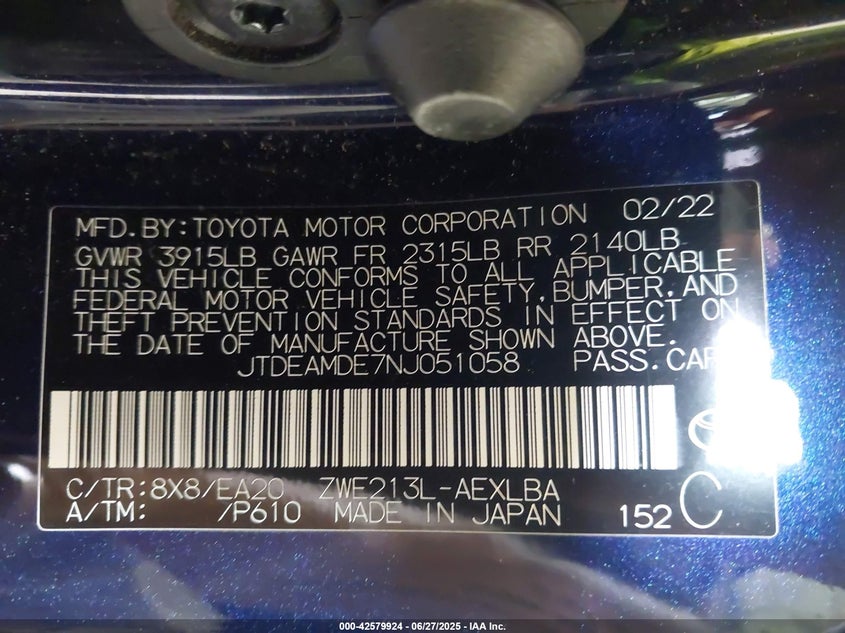 MFD.BY:TOYOTA MOTOR CORPORATION 02/22
GVWR 3915LB GAWR FR 2315LB RR 2140LB
THIS VEHICLE CONFORMS TO ALL APPLICABLE
FEDERAL MOTOR VEHICLE SAFETY,BUMPER,AND
THEFT PREVENTION STANDARDS IN EFFECT ON
THE DATE OF MANUFACTURE SHOWN ABOVE.
JTDEAMDE7NJ051058 PASS.CAR
C/TR:8X8/EA20 ZWE213L-AEXLBA
A/TM: /P610 MADE IN JAPAN 152 C
000-42579924 - 06/27/2025 - IAA Inc.